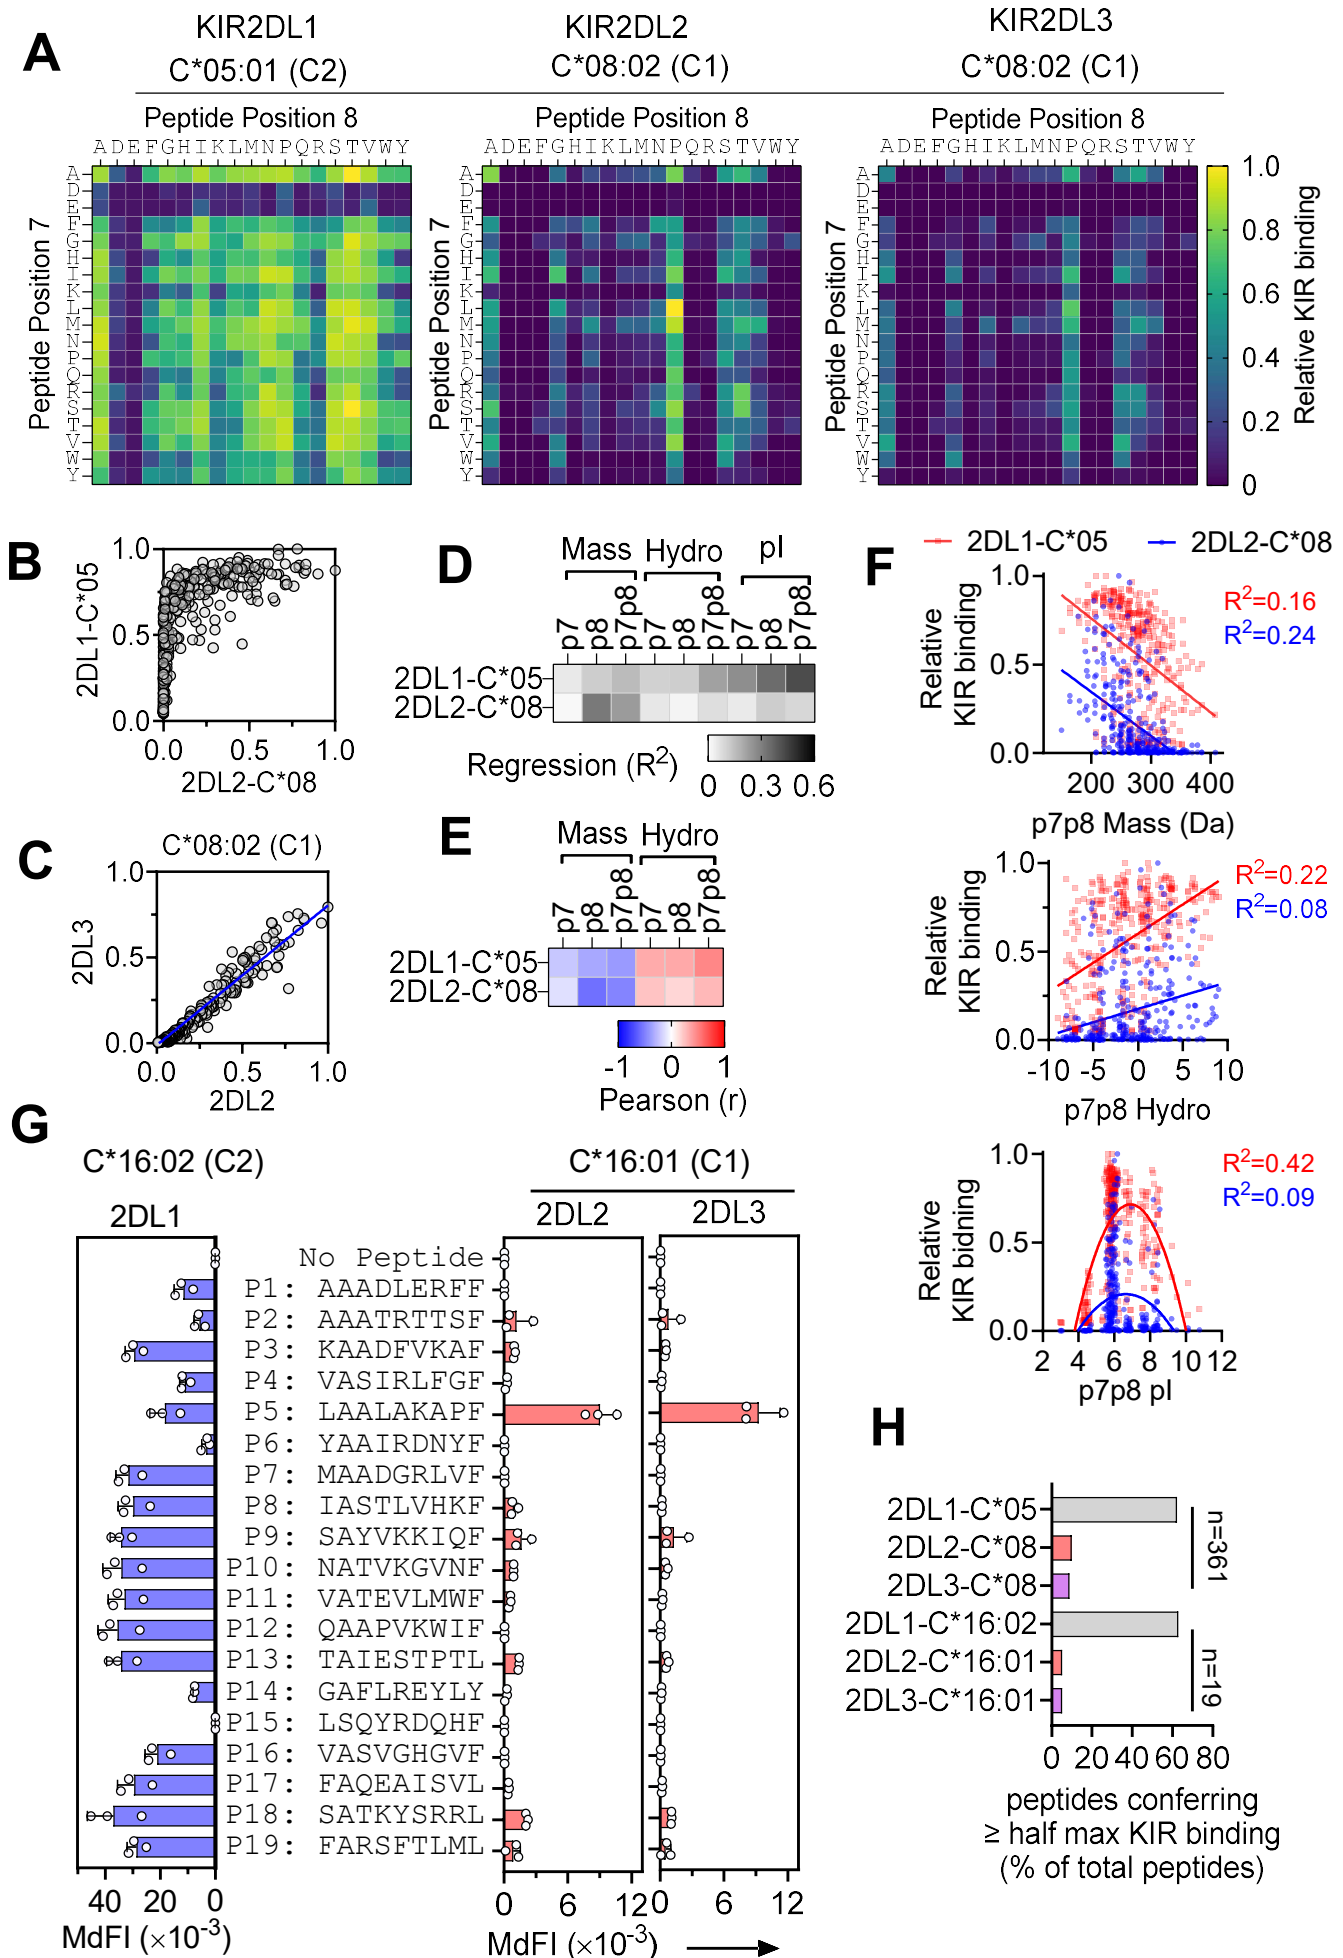 A
KIR2DL1
C*05:01 (C2)
KIR2DL2
C*08:02 (C1)
KIR2DL3
C*08:02 (C1)
Peptide Position 8
A D E F G H I K L M N P Q R S T V W Y
Peptide Position 8
A D E F G H I K L M N P Q R S T V W Y
Peptide Position 8
A D E F G H I K L M N P Q R S T V W Y
Peptide Position 7
A D E F G H I K L M N P Q R S T V W Y
Peptide Position 7
A D E F G H I K L M N P Q R S T V W Y
Peptide Position 7
A D E F G H I K L M N P Q R S T V W Y
1.0
0.8
0.6
0.4
0.2
0
Relative KIR binding
B
2DL1-C*05
1.0
0.5
0.0
0.0 0.5 1.0
2DL2-C*08
C
C*08:02 (C1)
2DL3
1.0
0.5
0.0
0.0 0.5 1.0
2DL2
D
Mass Hydro pI
p7 p8 p7p8 p7 p8 p7p8 p7 p8 p7p8
2DL1-C*05
2DL2-C*08
Regression (R2)
0 0.3 0.6
E
Mass Hydro
p7 p8 p7p8 p7 p8 p7p8
2DL1-C*05
2DL2-C*08
-1 0 1
Pearson (r)
F
2DL1-C*05 2DL2-C*08
Relative
KIR binding
1.0
0.5
0.0
R2=0.16
R2=0.24
200 300 400
p7p8 Mass (Da)
Relative
KIR binding
1.0
0.5
0.0
R2=0.22
R2=0.08
-10 -5 0 5 10
p7p8 Hydro
Relative
KIR bidning
1.0
0.5
0.0
R2=0.42
R2=0.09
2 4 6 8 10 12
p7p8 pI
G
C*16:02 (C2)
C*16:01 (C1)
2DL1
2DL2
2DL3
No Peptide
P1: AAADLERFF
P2: AAATRTTSF
P3: KAADFVKAF
P4: VASIRLFGF
P5: LAALAKAPF
P6: YAAIRDNYF
P7: MAADGRLVF
P8: IASTLVHKF
P9: SAYVKKIQF
P10: NATVKGVNF
P11: VATEVLMWF
P12: QAAPVKWIF
P13: TAIESTPTL
P14: GAFLREYLY
P15: LSQYRDQHF
P16: VASVGHGVF
P17: FAQEAISVL
P18: SATKYSRRL
P19: FARSFTLML
40 20 0
MdFI (×10-3)
0 6 12
0 6 12
MdFI (×10-3)
H
2DL1-C*05
2DL2-C*08
2DL3-C*08
2DL1-C*16:02
2DL2-C*16:01
2DL3-C*16:01
n=361
n=19
0 20 40 60 80
peptides conferring
≥ half max KIR binding
(% of total peptides)